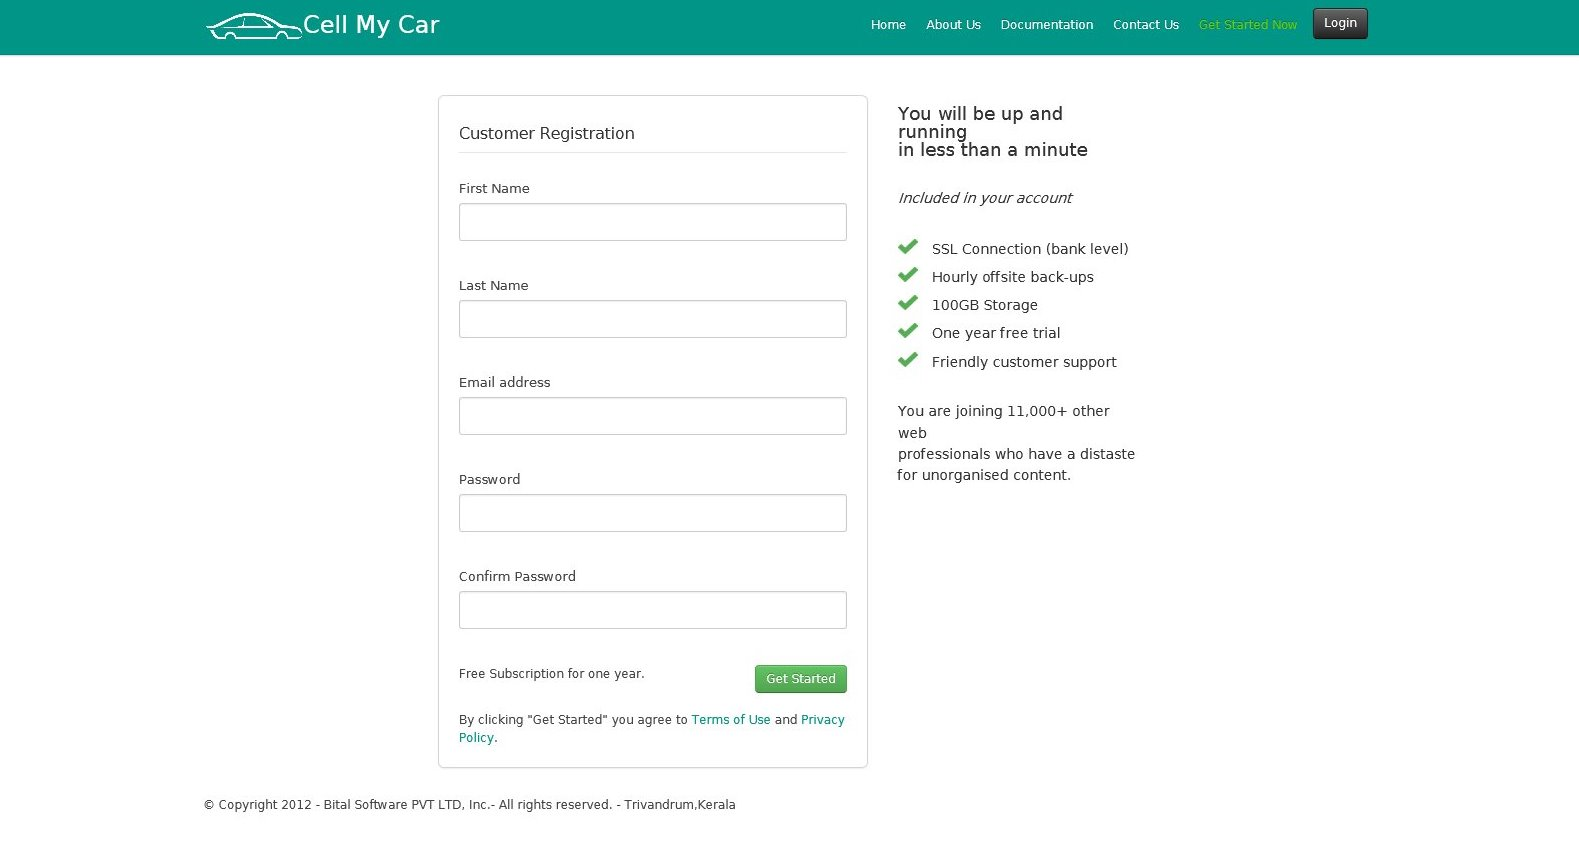 Cell My Car
Home About Us Documentation Contact Us Get Started Now Login
Customer Registration
First Name
Last Name
Email address
Password
Confirm Password
Free Subscription for one year.
Get Started
By clicking "Get Started" you agree to Terms of Use and Privacy
Policy.
You will be up and
running
in less than a minute
Included in your account
SSL Connection (bank level)
Hourly offsite back-ups
100GB Storage
One year free trial
Friendly customer support
You are joining 11,000+ other
web
professionals who have a distaste
for unorganised content.
© Copyright 2012 - Bital Software PVT LTD, Inc.- All rights reserved. - Trivandrum,Kerala